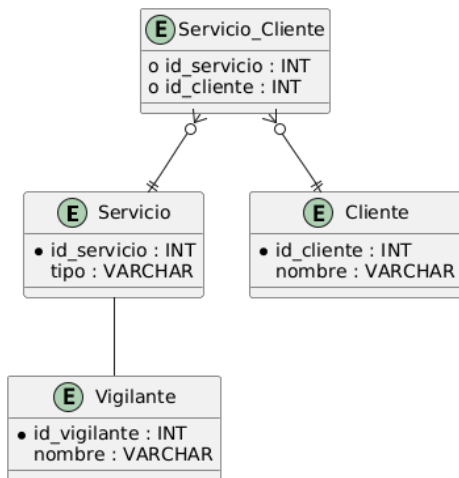 E Servicio_Cliente
o id_servicio : INT
o id_cliente : INT
E Servicio
* id_servicio : INT
tipo : VARCHAR
E Cliente
* id_cliente : INT
nombre : VARCHAR
E Vigilante
* id_vigilante : INT
nombre : VARCHAR